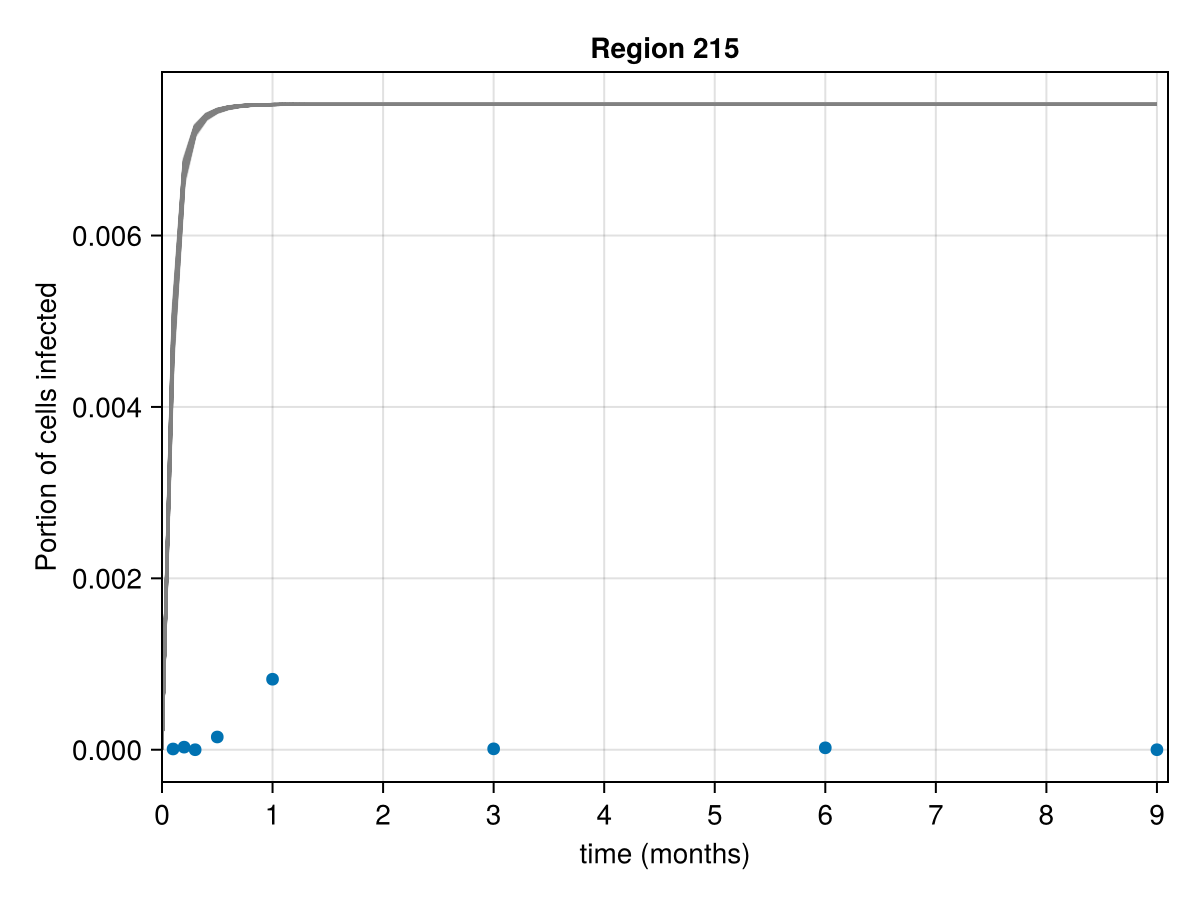 Region 215
Portion of cells infected
0.006
0.004
0.002
0.000
0 1 2 3 4 5 6 7 8 9
time (months)